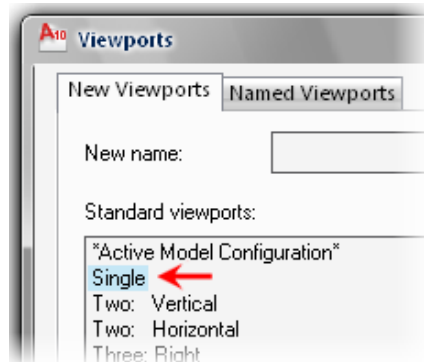 A10 Viewports
New Viewports Named Viewports
New name:
Standard viewports:
*Active Model Configuration*
Single
Two: Vertical
Two: Horizontal
Three: Right